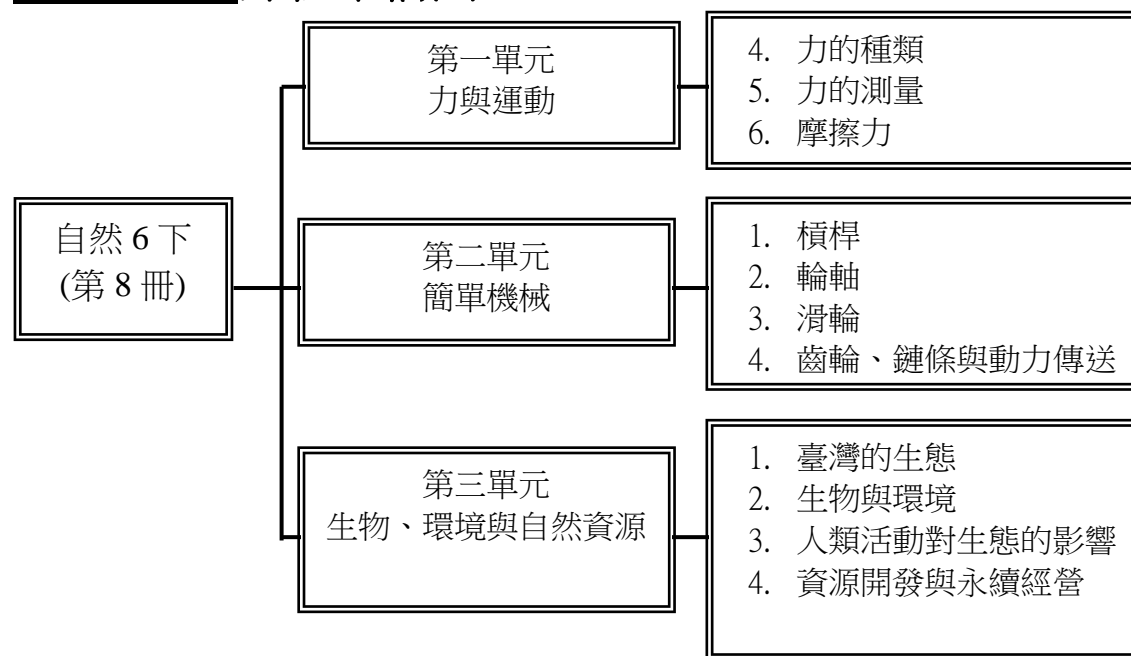 自然 6 下
(第 8 冊)
第一單元
力與運動
4. 力的種類
5. 力的測量
6. 摩擦力
第二單元
簡單機械
1. 槓桿
2. 輪軸
3. 滑輪
4. 齒輪、鏈條與動力傳送
第三單元
生物、環境與自然資源
1. 臺灣的生態
2. 生物與環境
3. 人類活動對生態的影響
4. 資源開發與永續經營